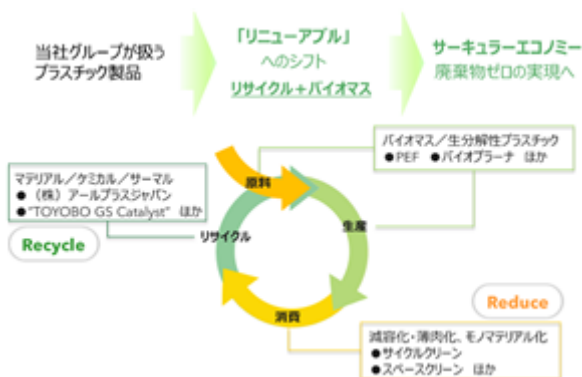 当社グループが扱う
プラスチック製品
「リニューアブル」
へのシフト
リサイクル+バイオマス
サーキュラーエコノミー
廃棄物ゼロの実現へ
バイオマス/生分解性プラスチック
●PEF ●バイオプラーナ ほか
マテリアル/ケミカル/サーマル
● (株)アールプラスジャパン
●"TOYOBO GS Catalyst" ほか
Recycle
原料
生産
リサイクル
消費
Reduce
減容化・薄肉化、モノマテリアル化
●サイクルクリーン
●スペースクリーン ほか